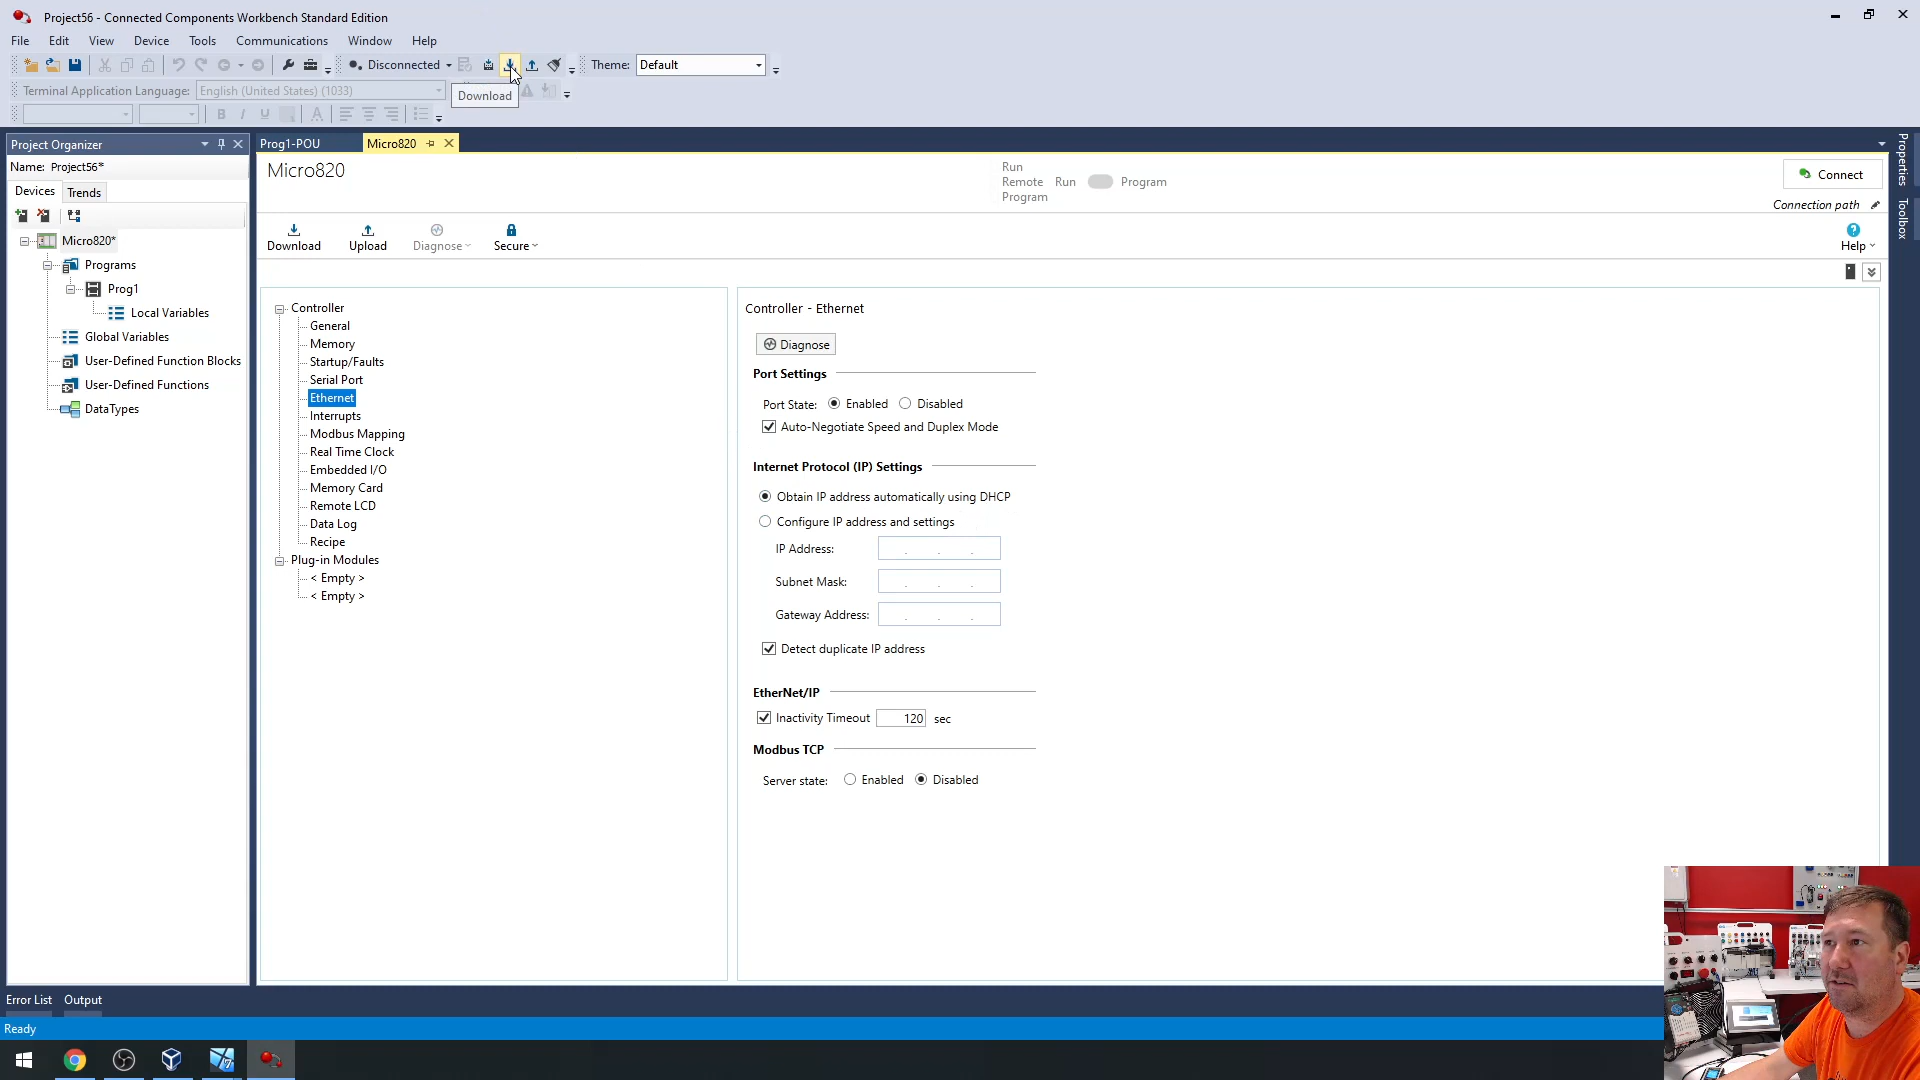 Project56 - Connected Components Workbench Standard Edition
File Edit View Device Tools Communications Window Help
Disconnected Theme: Default
Terminal Application Language: English (United States) (1033)
Download
B I U A
Project Organizer
Name: Project56*
Devices Trends
Micro820*
Programs
Prog1
Local Variables
Global Variables
User-Defined Function Blocks
User-Defined Functions
DataTypes
Prog1-POU Micro820
Micro820
Run
Remote Run Program
Program
Connect
Connection path
Download Upload Diagnose Secure Help
Controller
General
Memory
Startup/Faults
Serial Port
Ethernet
Interrupts
Modbus Mapping
Real Time Clock
Embedded I/O
Memory Card
Remote LCD
Data Log
Recipe
Plug-in Modules
< Empty >
< Empty >
Controller - Ethernet
Diagnose
Port Settings
Port State: Enabled Disabled
Auto-Negotiate Speed and Duplex Mode
Internet Protocol (IP) Settings
Obtain IP address automatically using DHCP
Configure IP address and settings
IP Address: . . .
Subnet Mask: . . .
Gateway Address: . . .
Detect duplicate IP address
EtherNet/IP
Inactivity Timeout 120 sec
Modbus TCP
Server state: Enabled Disabled
Properties
Toolbox
Error List Output
Ready